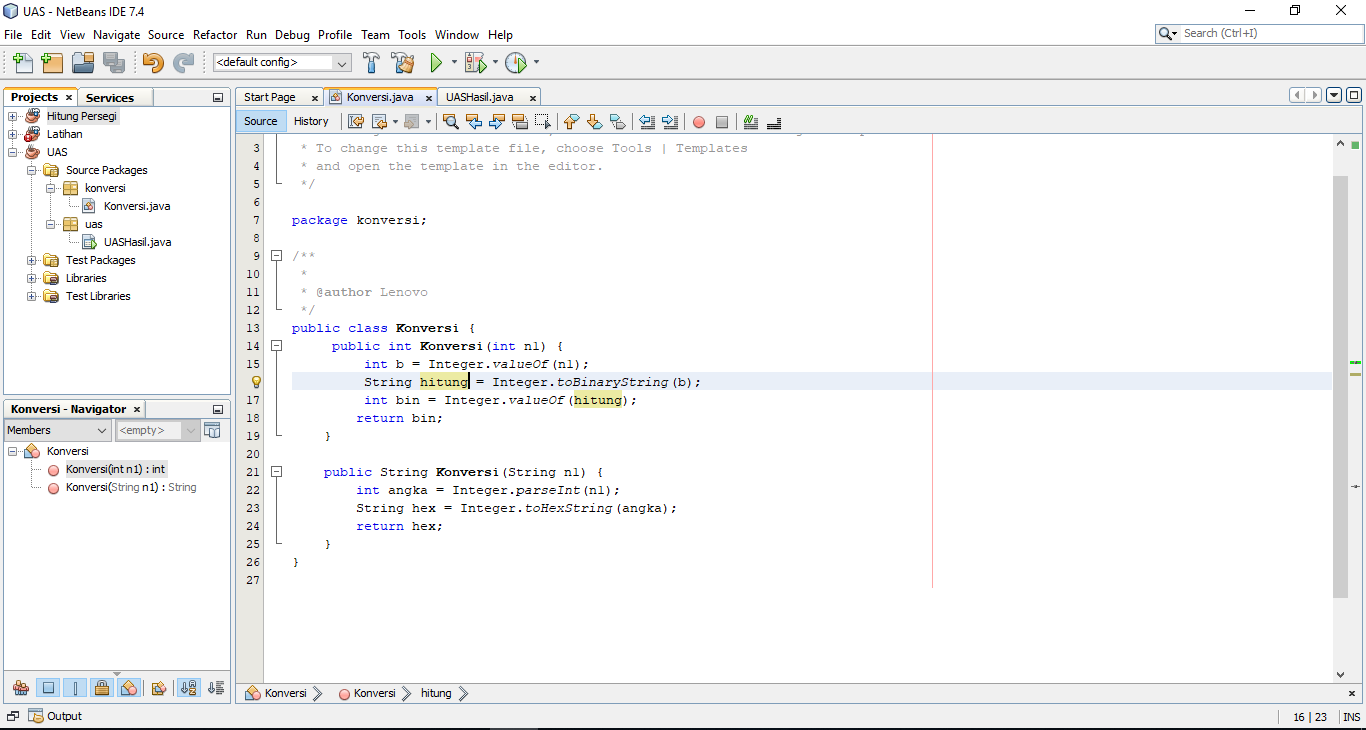 UAS - NetBeans IDE 7.4
File Edit View Navigate Source Refactor Run Debug Profile Team Tools Window Help
Search (Ctrl+I)
<default config>
Projects × Services
Hitung Persegi
Latihan
UAS
Source Packages
konversi
Konversi.java
uas
UASHasil.java
Test Packages
Libraries
Test Libraries
Konversi - Navigator ×
Members <empty>
Konversi
Konversi(int n1) : int
Konversi(String n1) : String
Start Page × Konversi.java × UASHasil.java ×
Source History
3 * To change this template file, choose Tools | Templates
4 * and open the template in the editor.
5 */
6
7 package konversi;
8
9 /**
10 *
11 * @author Lenovo
12 */
13 public class Konversi {
14 public int Konversi(int n1) {
15 int b = Integer.valueOf(n1);
String hitung = Integer.toBinaryString(b);
17 int bin = Integer.valueOf(hitung);
18 return bin;
19 }
20
21 public String Konversi(String n1) {
22 int angka = Integer.parseInt(n1);
23 String hex = Integer.toHexString(angka);
24 return hex;
25 }
26 }
27
Konversi Konversi hitung ×
Output
16 | 23 INS